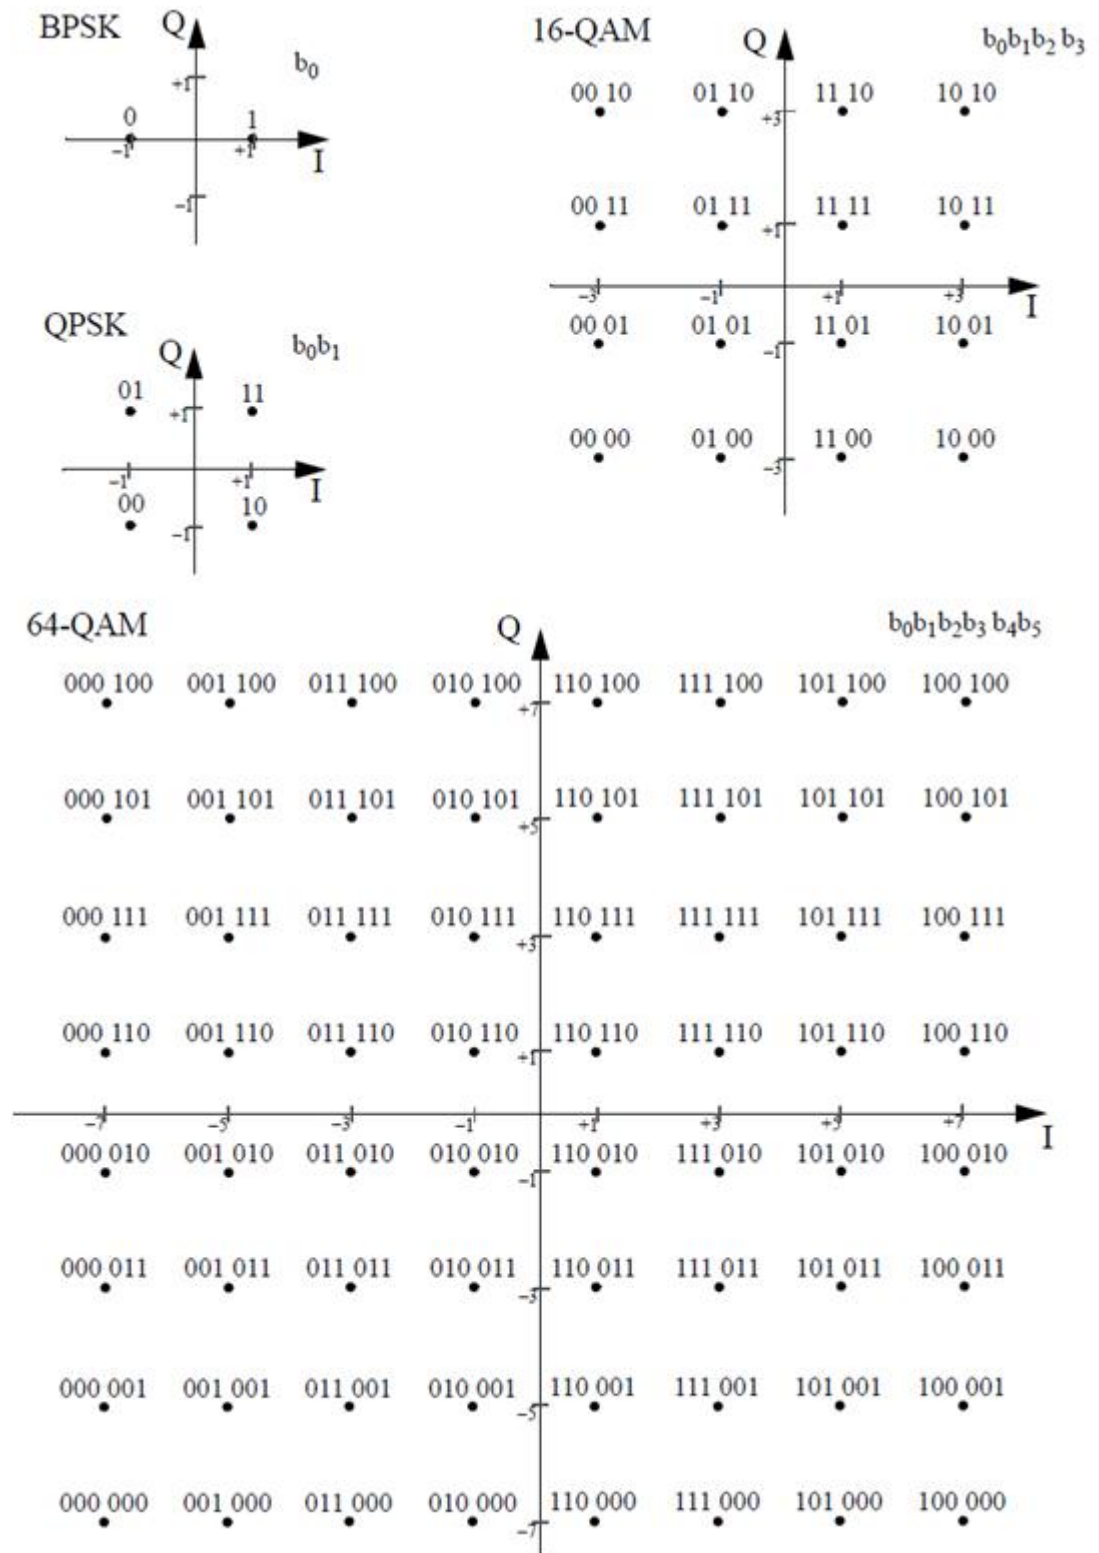 BPSK
Q
b0
+1
0 1
−1 +1
I
−1
QPSK
Q
b0b1
01 11
+1
−1 +1
I
00 10
−1
16-QAM
Q
b0b1b2 b3
00 10 01 10 11 10 10 10
+3
00 11 01 11 11 11 10 11
+1
−3 −1 +1 +3
I
00 01 01 01 11 01 10 01
−1
00 00 01 00 11 00 10 00
−3
64-QAM
Q
b0b1b2b3 b4b5
000 100 001 100 011 100 010 100 110 100 111 100 101 100 100 100
+7
000 101 001 101 011 101 010 101 110 101 111 101 101 101 100 101
+5
000 111 001 111 011 111 010 111 110 111 111 111 101 111 100 111
+3
000 110 001 110 011 110 010 110 110 110 111 110 101 110 100 110
+1
−7 −5 −3 −1 +1 +3 +5 +7
I
000 010 001 010 011 010 010 010 110 010 111 010 101 010 100 010
−1
000 011 001 011 011 011 010 011 110 011 111 011 101 011 100 011
−3
000 001 001 001 011 001 010 001 110 001 111 001 101 001 100 001
−5
000 000 001 000 011 000 010 000 110 000 111 000 101 000 100 000
−7